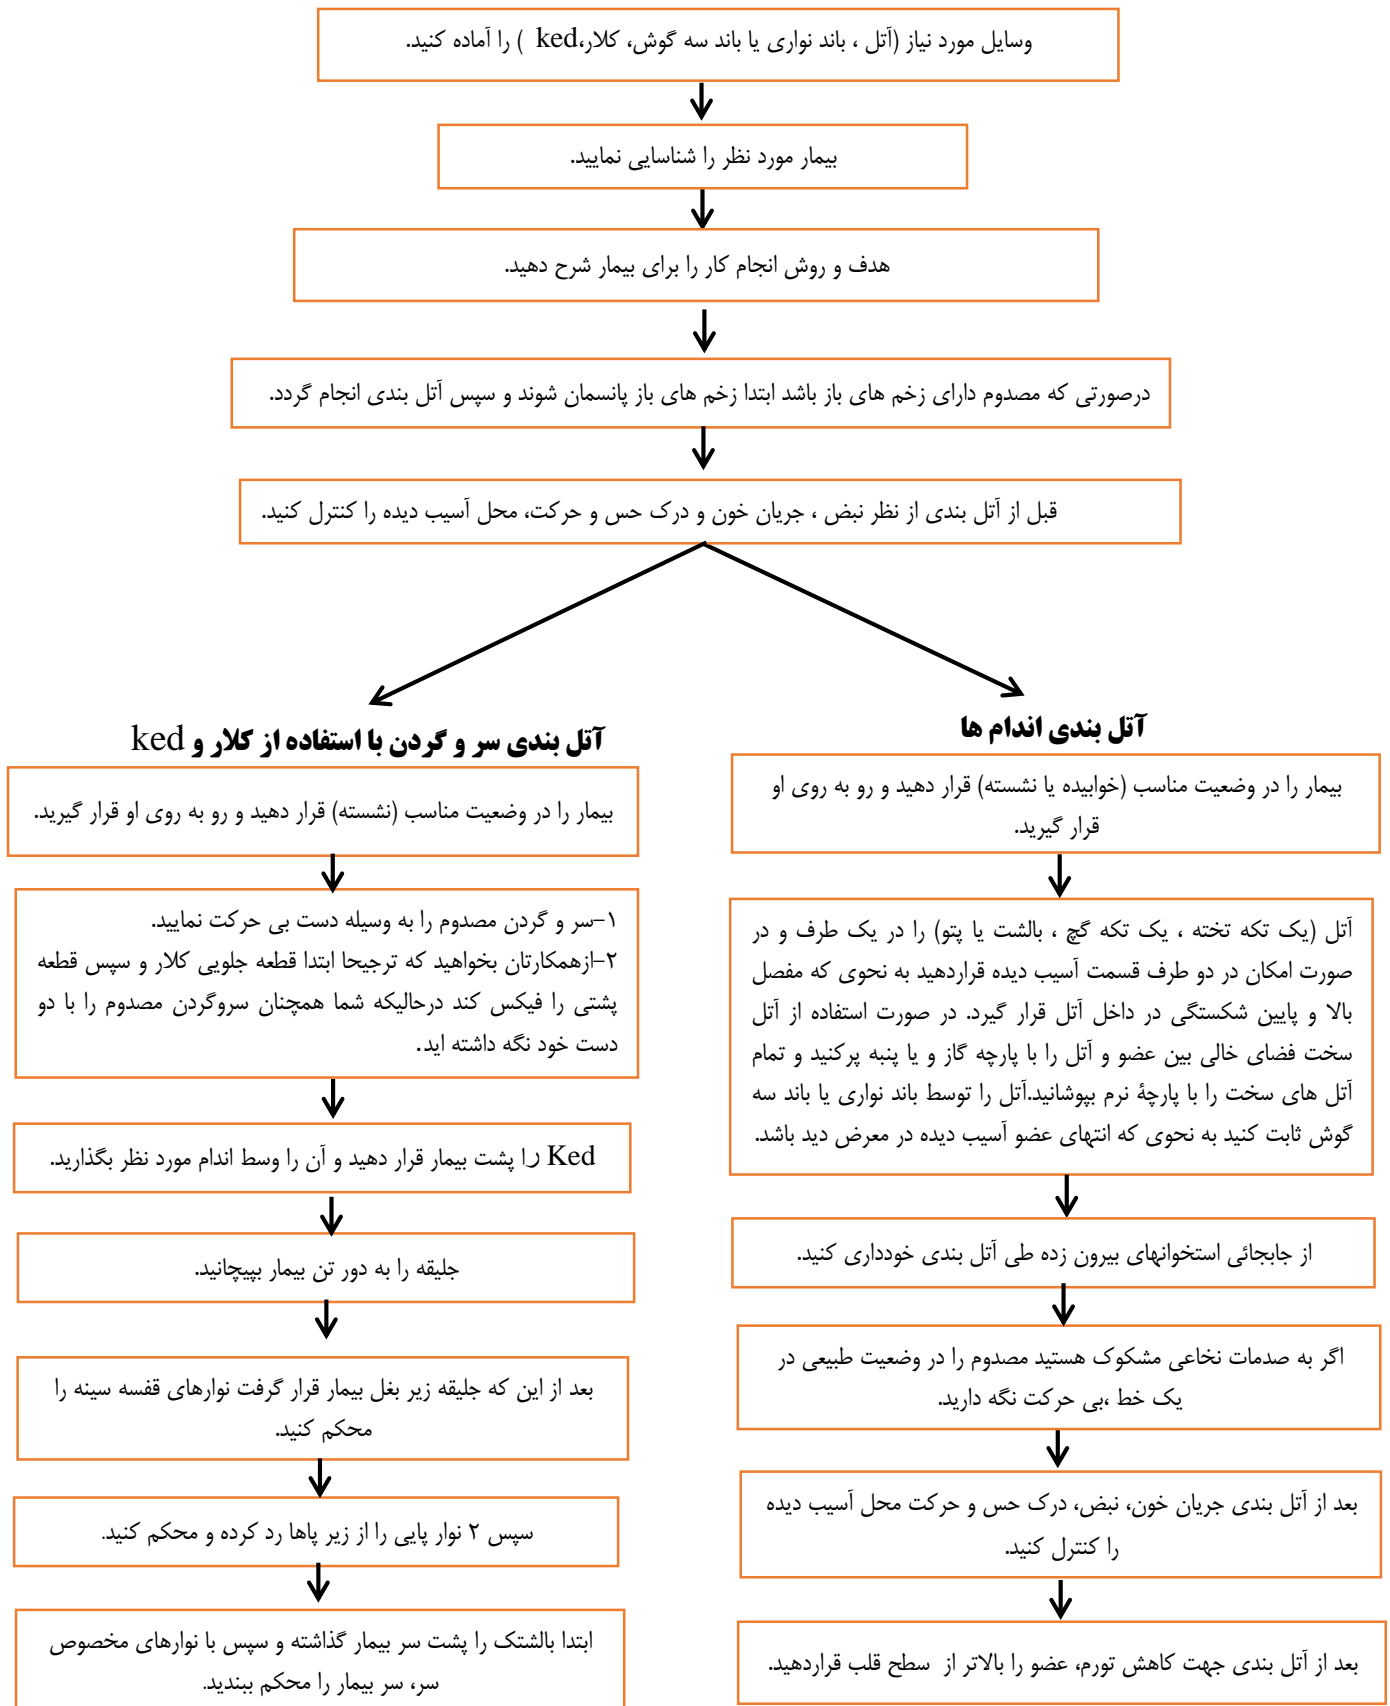 وسایل مورد نیاز (آتل ، باند نواری یا باند سه گوش، کلار،ked ) را آماده کنید.
بیمار مورد نظر را شناسایی نمایید.
هدف و روش انجام کار را برای بیمار شرح دهید.
درصورتی که مصدوم دارای زخم های باز باشد ابتدا زخم های باز پانسمان شوند و سپس آتل بندی انجام گردد.
قبل از آتل بندی از نظر نبض ، جریان خون و درک حس و حرکت، محل آسیب دیده را کنترل کنید.
آتل بندی اندام ها
بیمار را در وضعیت مناسب (خوابیده یا نشسته) قرار دهید و رو به روی او
قرار گیرید.
آتل (یک تکه تخته ، یک تکه گچ ، بالشت یا پتو) را در یک طرف و در
صورت امکان در دو طرف قسمت آسیب دیده قراردهید به نحوی که مفصل
بالا و پایین شکستگی در داخل آتل قرار گیرد. در صورت استفاده از آتل
سخت فضای خالی بین عضو و آتل را با پارچه گاز و یا پنبه پرکنید و تمام
آتل های سخت را با پارچۀ نرم بپوشانید.آتل را توسط باند نواری یا باند سه
گوش ثابت کنید به نحوی که انتهای عضو آسیب دیده در معرض دید باشد.
از جابجائی استخوانهای بیرون زده طی آتل بندی خودداری کنید.
اگر به صدمات نخاعی مشکوک هستید مصدوم را در وضعیت طبیعی در
یک خط ،بی حرکت نگه دارید.
بعد از آتل بندی جریان خون، نبض، درک حس و حرکت محل آسیب دیده
را کنترل کنید.
بعد از آتل بندی جهت کاهش تورم، عضو را بالاتر از سطح قلب قراردهید.
آتل بندی سر و گردن با استفاده از کلار و ked
بیمار را در وضعیت مناسب (نشسته) قرار دهید و رو به روی او قرار گیرید.
۱-سر و گردن مصدوم را به وسیله دست بی حرکت نمایید.
۲-ازهمکارتان بخواهید که ترجیحا ابتدا قطعه جلویی کلار و سپس قطعه
پشتی را فیکس کند درحالیکه شما همچنان سروگردن مصدوم را با دو
دست خود نگه داشته اید.
Ked را پشت بیمار قرار دهید و آن را وسط اندام مورد نظر بگذارید.
جلیقه را به دور تن بیمار بپیچانید.
بعد از این که جلیقه زیر بغل بیمار قرار گرفت نوارهای قفسه سینه را
محکم کنید.
سپس ۲ نوار پایی را از زیر پاها رد کرده و محکم کنید.
ابتدا بالشتک را پشت سر بیمار گذاشته و سپس با نوارهای مخصوص
سر، سر بیمار را محکم ببندید.